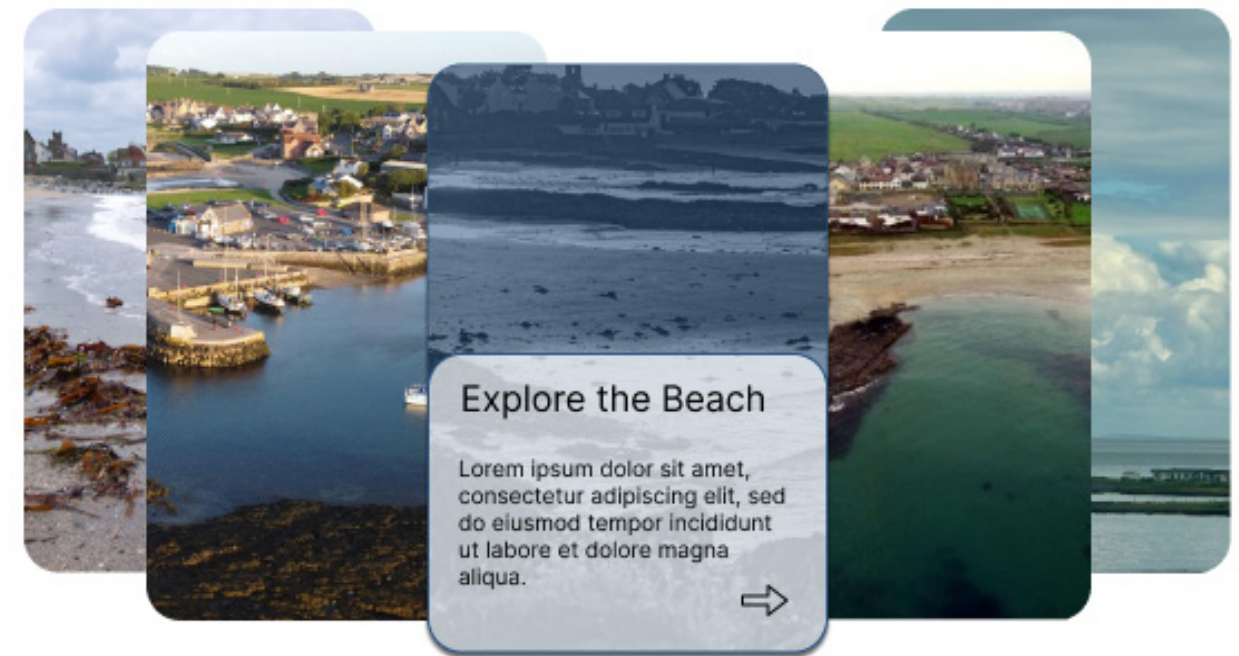 Explore the Beach
Lorem ipsum dolor sit amet,
consectetur adipiscing elit, sed
do eiusmod tempor incididunt
ut labore et dolore magna
aliqua.